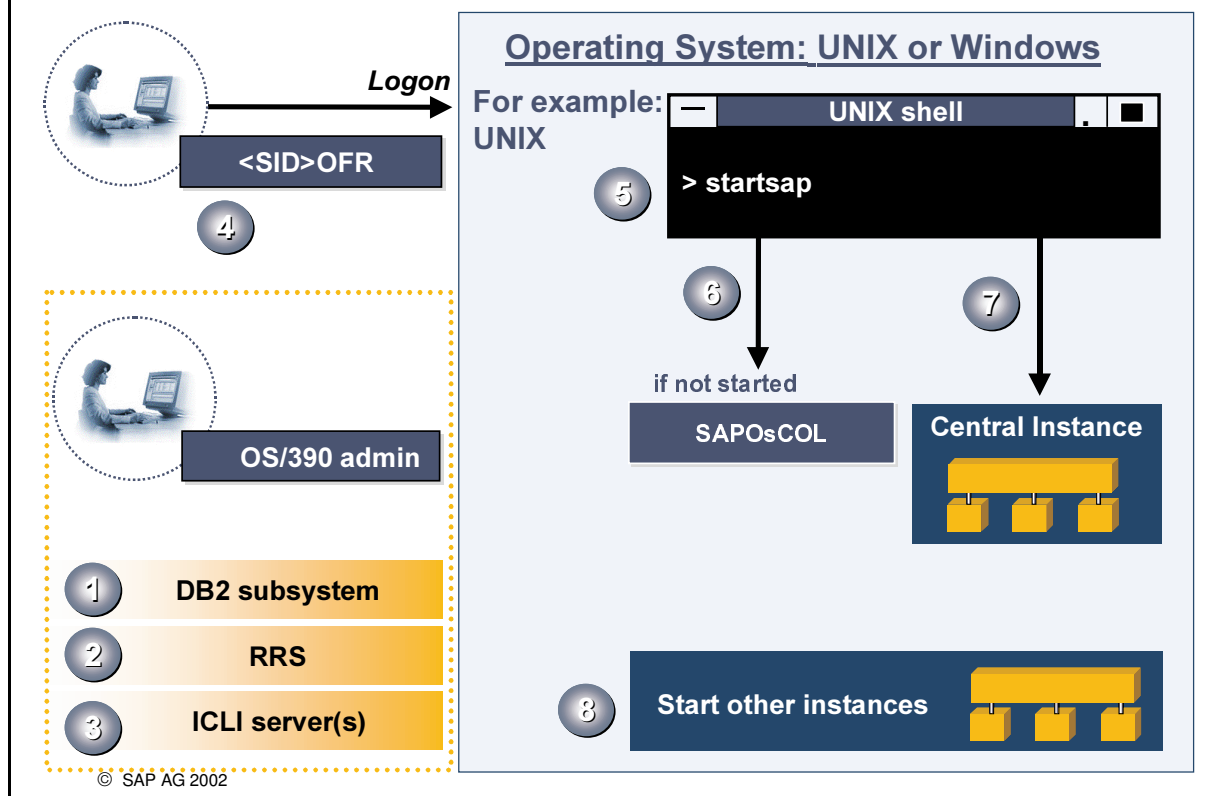 Operating System: UNIX or Windows
Logon
<SID>OFR
4
For example:
UNIX
UNIX shell
5
> startsap
6
7
if not started
SAPOsCOL
Central Instance
OS/390 admin
1
DB2 subsystem
2
RRS
3
ICLI server(s)
8
Start other instances
© SAP AG 2002